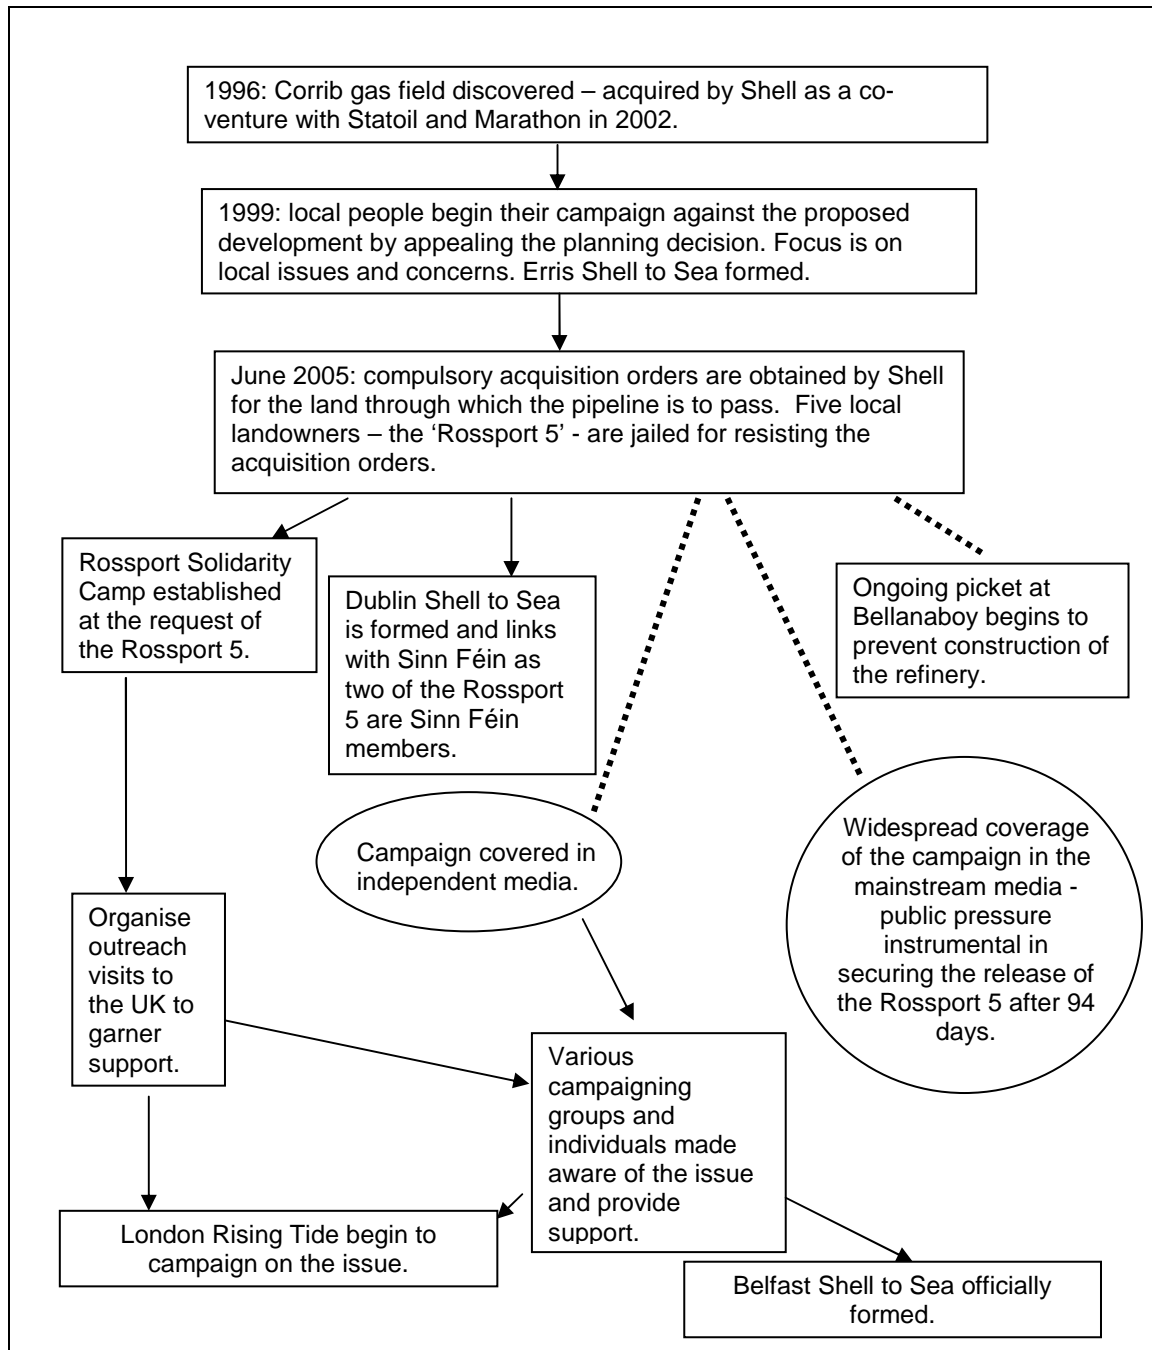 1996: Corrib gas field discovered – acquired by Shell as a co-
venture with Statoil and Marathon in 2002.
1999: local people begin their campaign against the proposed
development by appealing the planning decision. Focus is on
local issues and concerns. Erris Shell to Sea formed.
June 2005: compulsory acquisition orders are obtained by Shell
for the land through which the pipeline is to pass.  Five local
landowners – the ‘Rossport 5’ - are jailed for resisting the
acquisition orders.
Rossport Solidarity
Camp established
at the request of
the Rossport 5.
Dublin Shell to Sea
is formed and links
with Sinn Féin as
two of the Rossport
5 are Sinn Féin
members.
Ongoing picket at
Bellanaboy begins to
prevent construction of
the refinery.
Campaign covered in
independent media.
Widespread coverage
of the campaign in the
mainstream media -
public pressure
instrumental in
securing the release of
the Rossport 5 after 94
days.
Organise
outreach
visits to
the UK to
garner
support.
Various
campaigning
groups and
individuals made
aware of the issue
and provide
support.
London Rising Tide begin to
campaign on the issue.
Belfast Shell to Sea officially
formed.